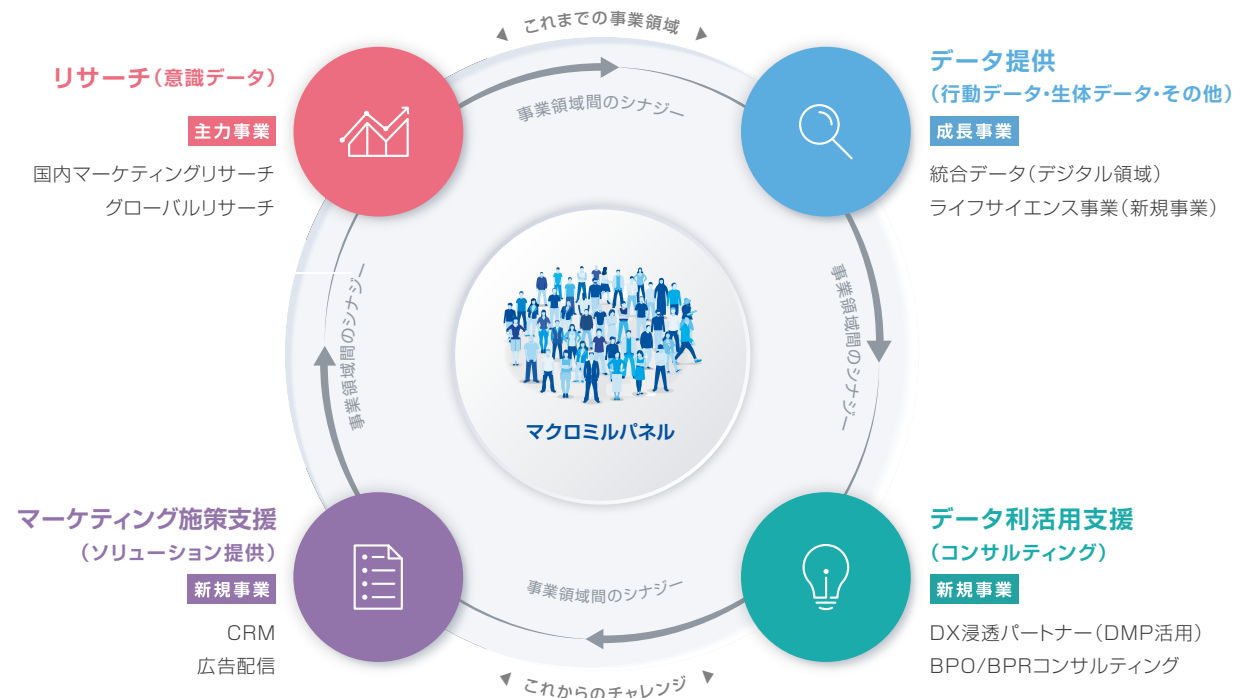 これまでの事業領域
リサーチ（意識データ）
主力事業
国内マーケティングリサーチ
グローバルリサーチ
事業領域間のシナジー
データ提供
（行動データ・生体データ・その他）
成長事業
統合データ（デジタル領域）
ライフサイエンス事業（新規事業）
事業領域間のシナジー
マクロミルパネル
事業領域間のシナジー
マーケティング施策支援
（ソリューション提供）
新規事業
CRM
広告配信
事業領域間のシナジー
データ利活用支援
（コンサルティング）
新規事業
DX浸透パートナー（DMP活用）
BPO/BPRコンサルティング
これからのチャレンジ